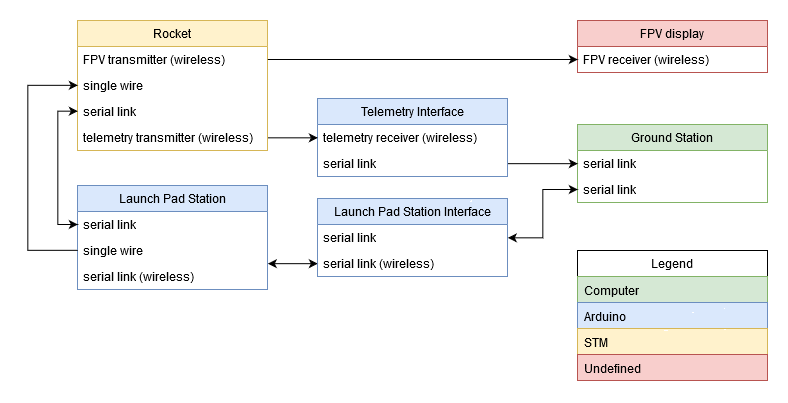 Rocket
FPV transmitter (wireless)
single wire
serial link
telemetry transmitter (wireless)
FPV display
FPV receiver (wireless)
Telemetry Interface
telemetry receiver (wireless)
serial link
Ground Station
serial link
serial link
Launch Pad Station
serial link
single wire
serial link (wireless)
Launch Pad Station Interface
serial link
serial link (wireless)
Legend
Computer
Arduino
STM
Undefined